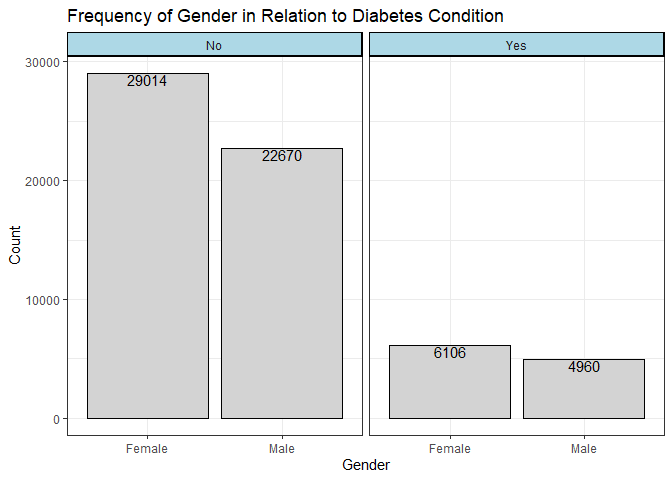 Frequency of Gender in Relation to Diabetes Condition
No
Yes
30000
20000
10000
0
Count
29014
22670
6106
4960
Female
Male
Female
Male
Gender